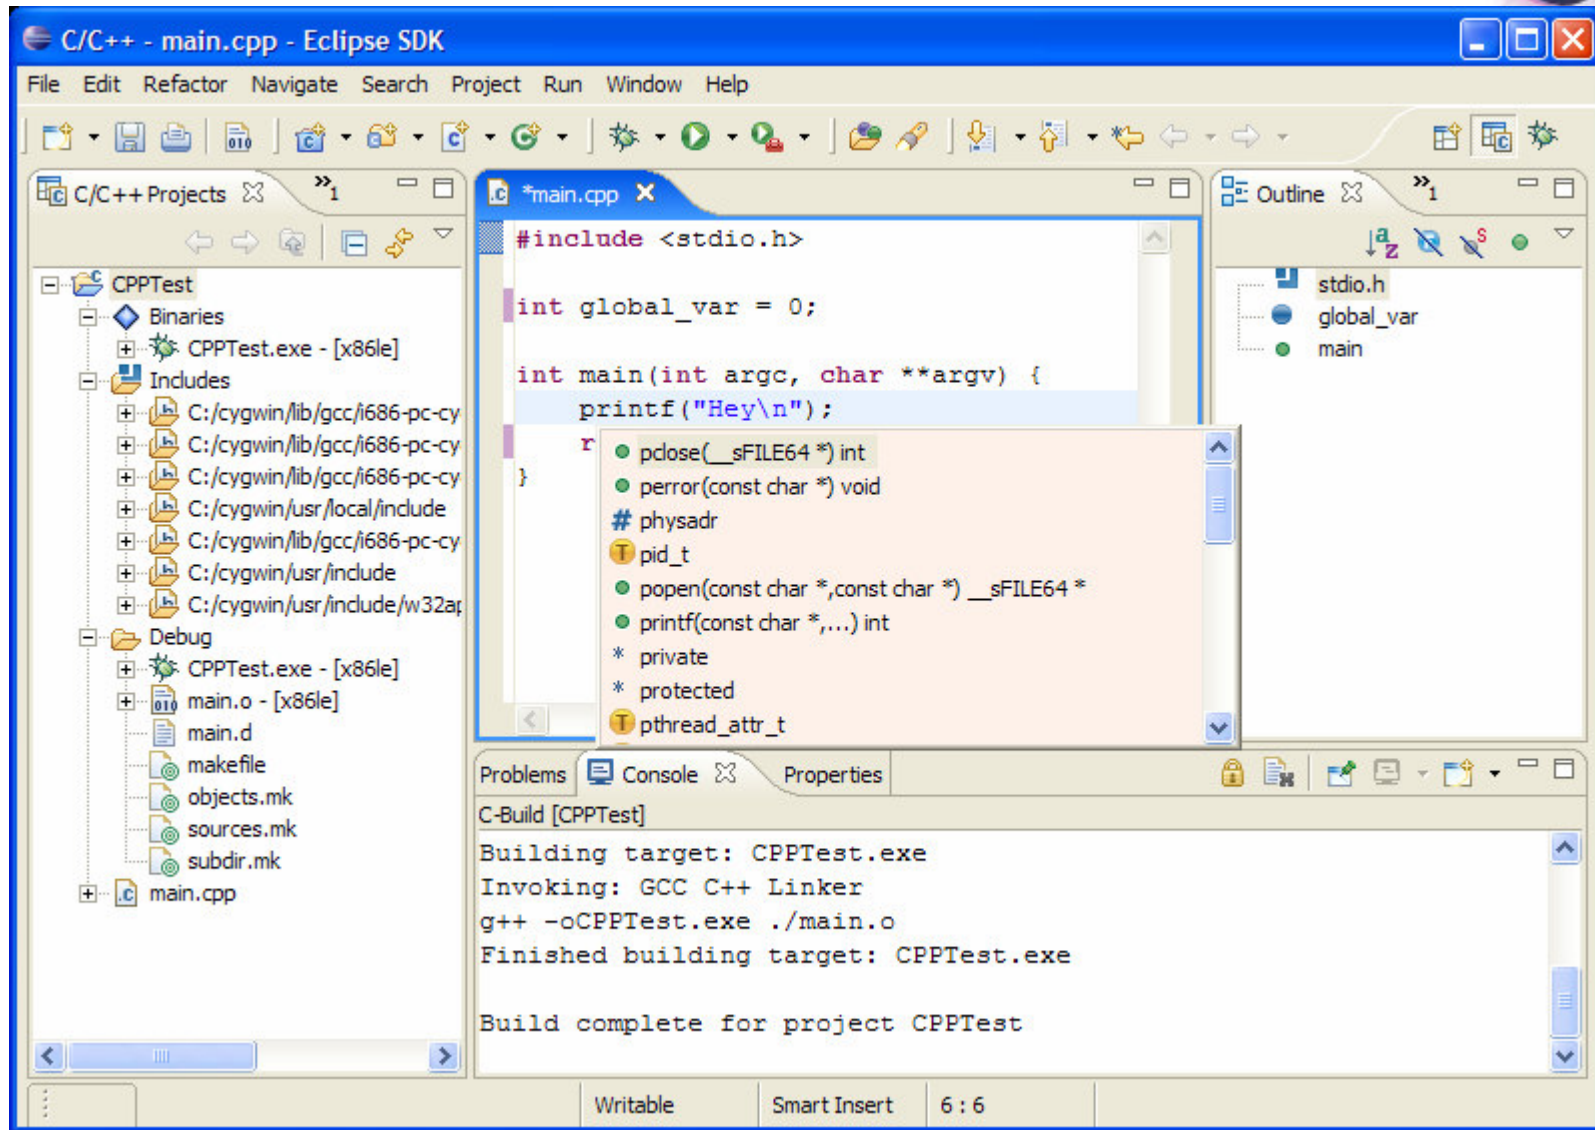 C/C++ - main.cpp - Eclipse SDK
File Edit Refactor Navigate Search Project Run Window Help
C/C++ Projects
»1
CPPTest
Binaries
CPPTest.exe - [x86le]
Includes
C:/cygwin/lib/gcc/i686-pc-cy
C:/cygwin/lib/gcc/i686-pc-cy
C:/cygwin/lib/gcc/i686-pc-cy
C:/cygwin/usr/local/include
C:/cygwin/lib/gcc/i686-pc-cy
C:/cygwin/usr/include
C:/cygwin/usr/include/w32ap
Debug
CPPTest.exe - [x86le]
main.o - [x86le]
main.d
makefile
objects.mk
sources.mk
subdir.mk
main.cpp
*main.cpp
#include <stdio.h>
int global_var = 0;
int main(int argc, char **argv) {
printf("Hey\n");
r
}
pclose(__sFILE64 *) int
perror(const char *) void
# physadr
T pid_t
popen(const char *,const char *) __sFILE64 *
printf(const char *,...) int
* private
* protected
T pthread_attr_t
Outline
»1
stdio.h
global_var
main
Problems Console Properties
C-Build [CPPTest]
Building target: CPPTest.exe
Invoking: GCC C++ Linker
g++ -oCPPTest.exe ./main.o
Finished building target: CPPTest.exe
Build complete for project CPPTest
Writable Smart Insert 6 : 6